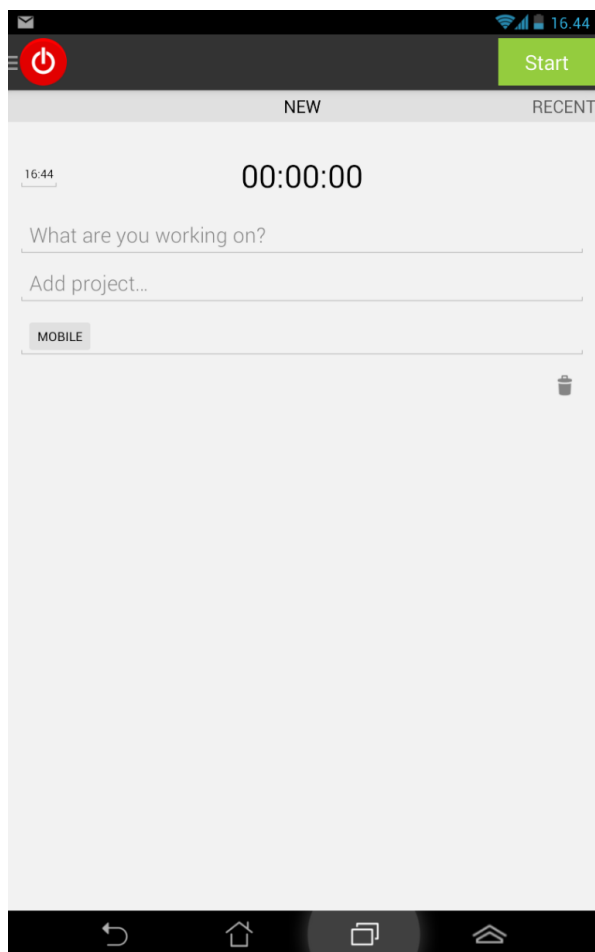 16.44
Start
NEW RECENT
16:44 00:00:00
What are you working on?
Add project...
MOBILE